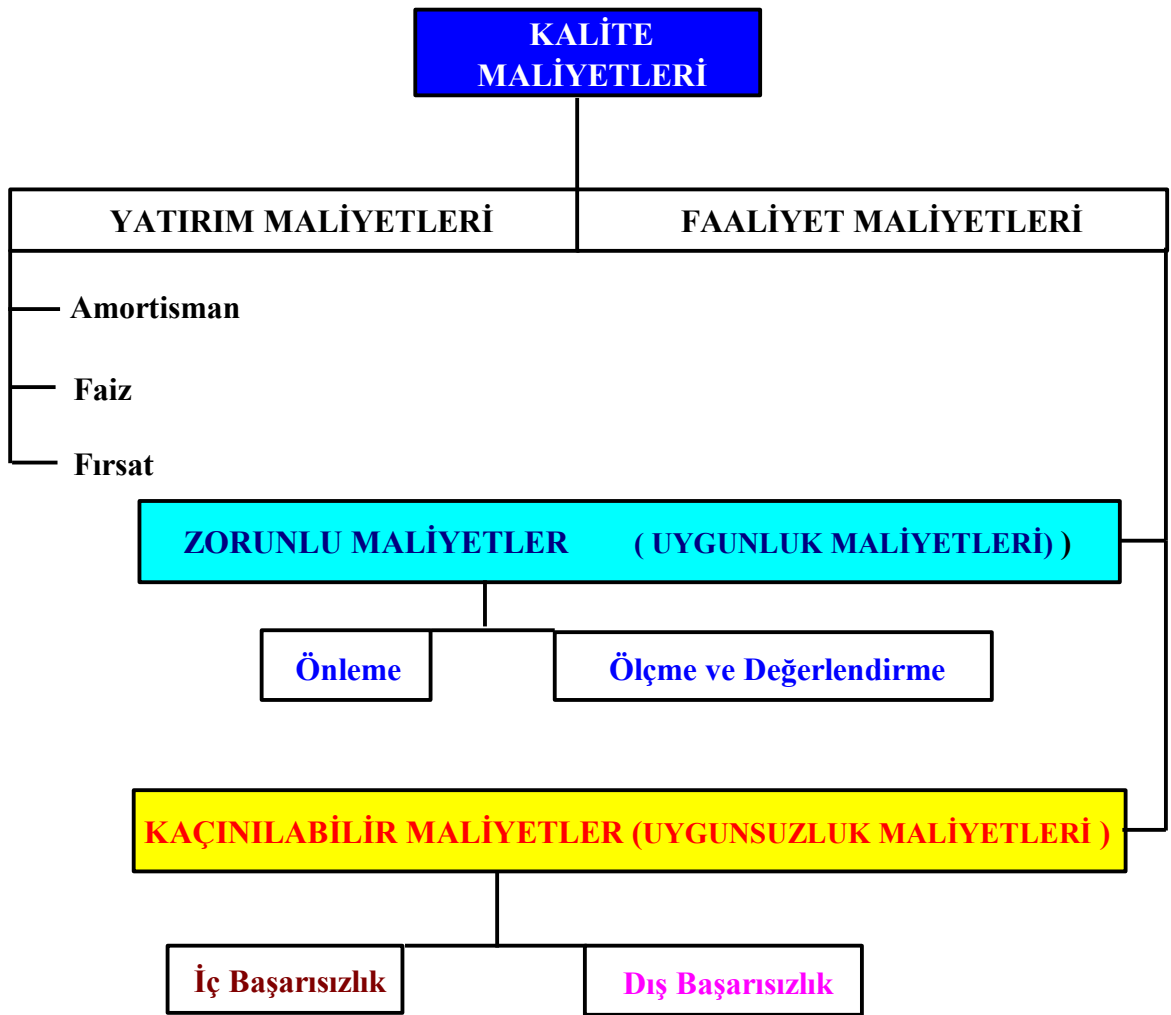 KALİTE
MALİYETLERİ
YATIRIM MALİYETLERİ
FAALİYET MALİYETLERİ
Amortisman
Faiz
Fırsat
ZORUNLU MALİYETLER ( UYGUNLUK MALİYETLERİ) )
Önleme
Ölçme ve Değerlendirme
KAÇINILABİLİR MALİYETLER (UYGUNSUZLUK MALİYETLERİ )
İç Başarısızlık
Dış Başarısızlık